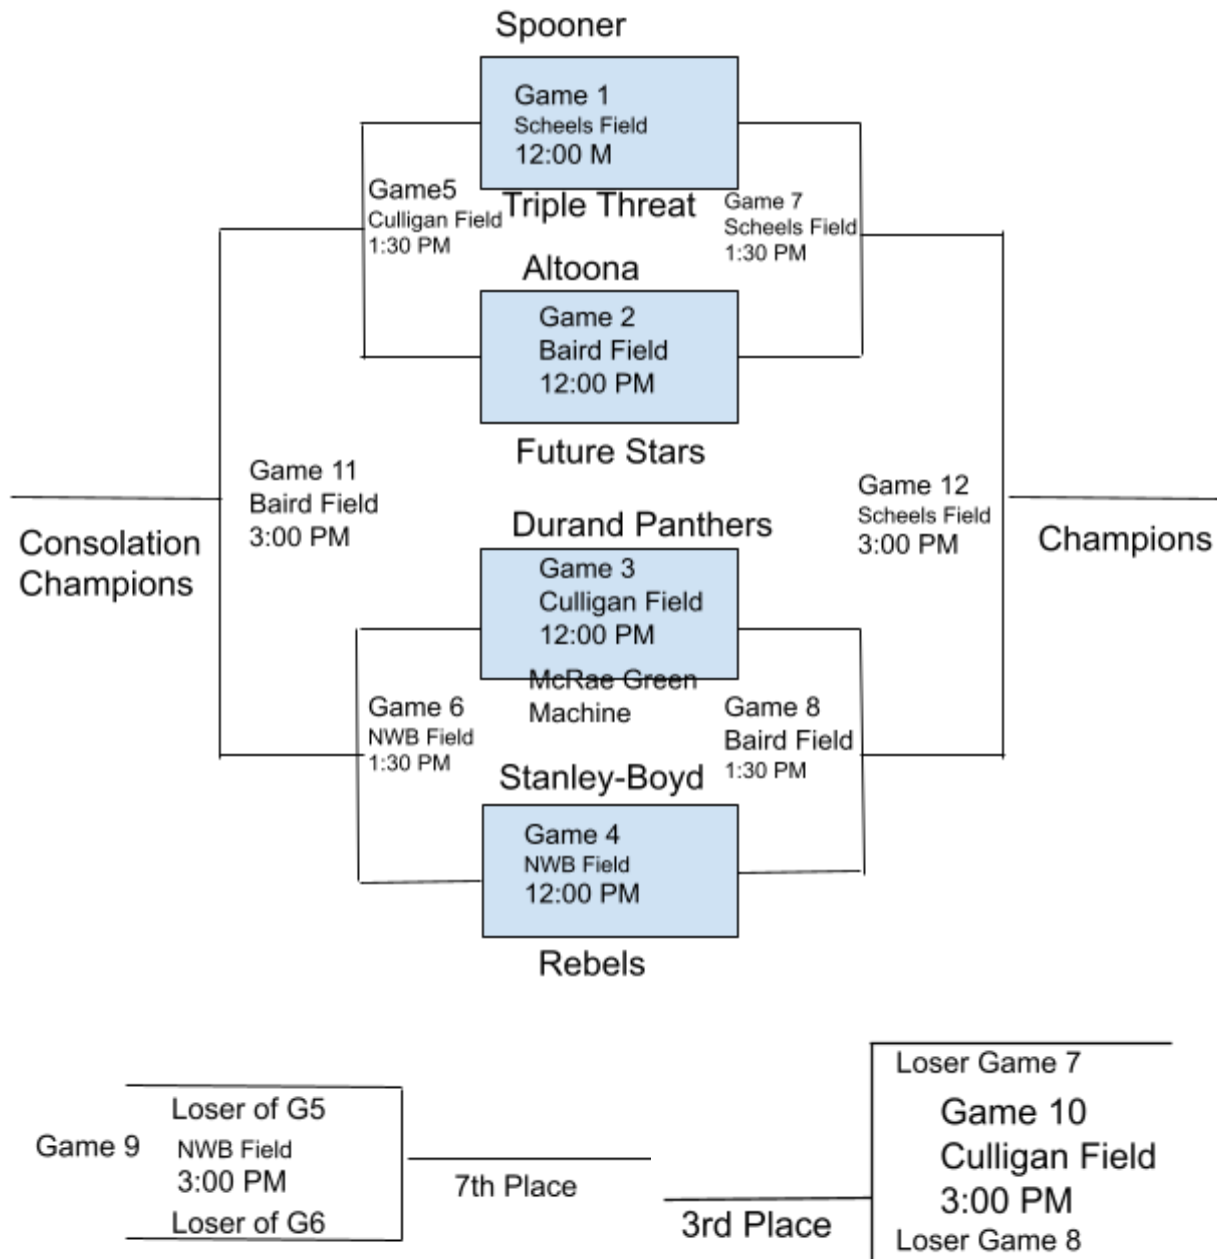 Spooner
Game 1
Scheels Field
12:00 M
Triple Threat
Game5
Culligan Field
1:30 PM
Game 7
Scheels Field
1:30 PM
Altoona
Game 2
Baird Field
12:00 PM
Future Stars
Game 11
Baird Field
3:00 PM
Consolation
Champions
Game 12
Scheels Field
3:00 PM
Champions
Durand Panthers
Game 3
Culligan Field
12:00 PM
McRae Green
Machine
Game 6
NWB Field
1:30 PM
Game 8
Baird Field
1:30 PM
Stanley-Boyd
Game 4
NWB Field
12:00 PM
Rebels
Game 9
Loser of G5
NWB Field
3:00 PM
Loser of G6
7th Place
Loser Game 7
Game 10
Culligan Field
3:00 PM
Loser Game 8
3rd Place